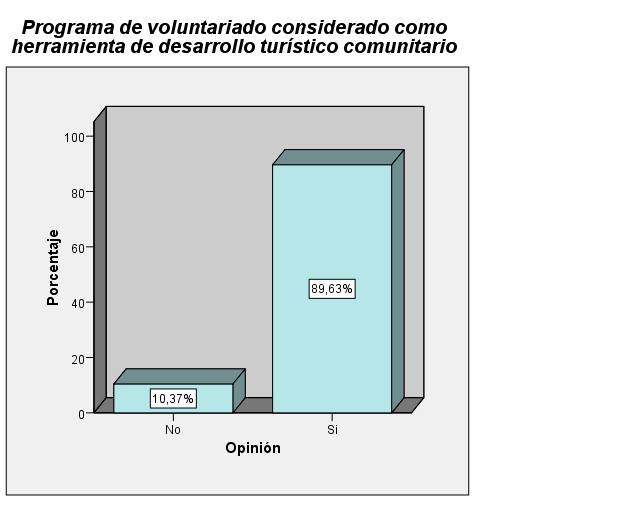 Programa de voluntariado considerado como
herramienta de desarrollo turístico comunitario
100
80
60
40
20
0
Porcentaje
10,37%
89,63%
No
Si
Opinión